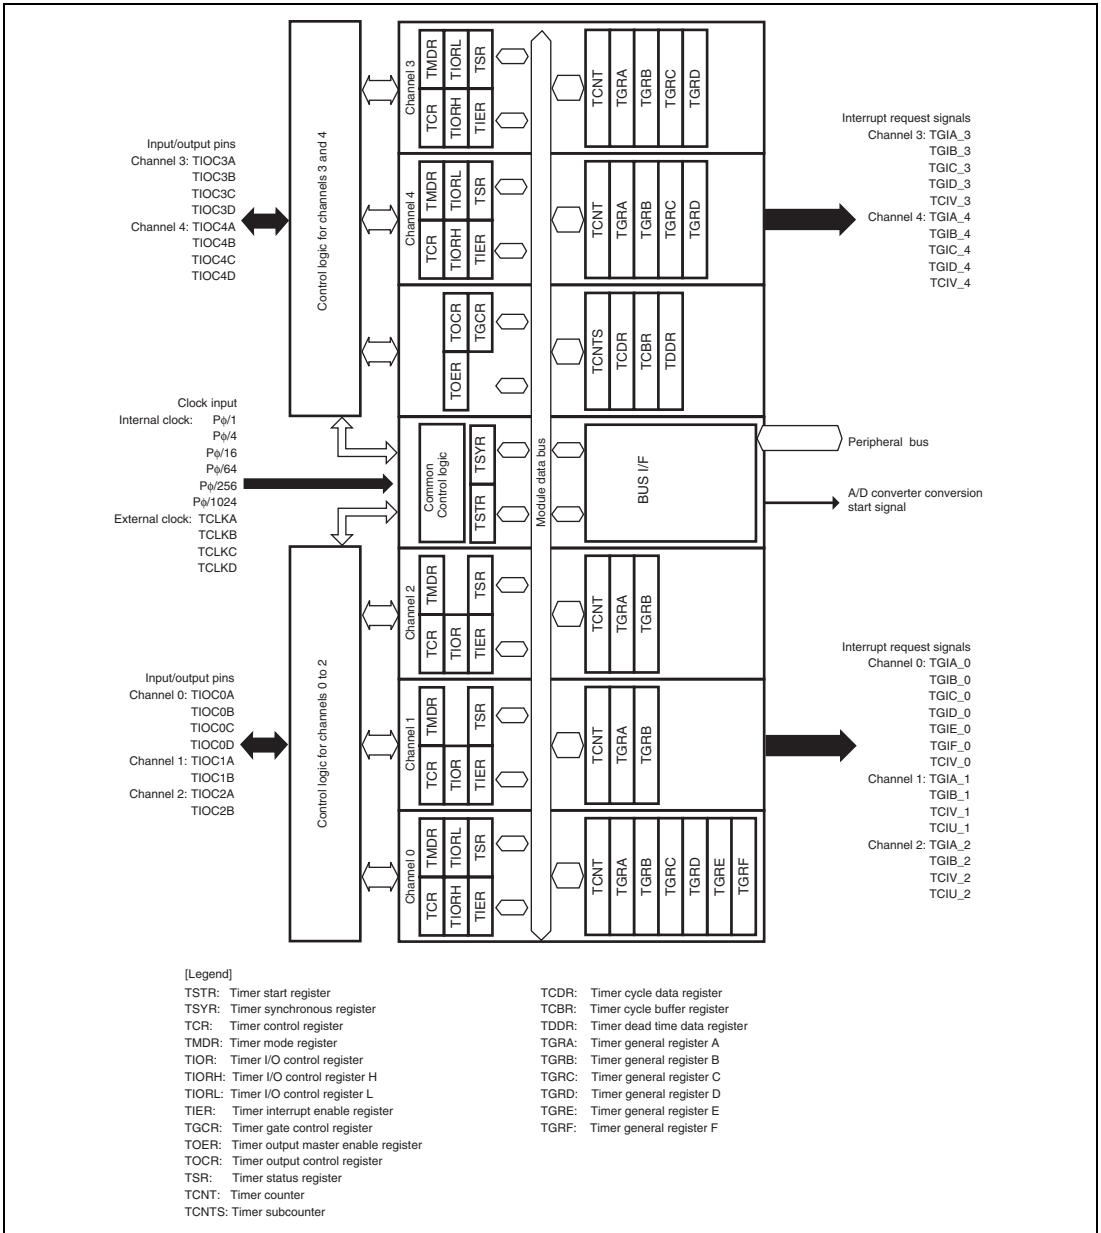 Input/output pins
Channel 3: TIOC3A
TIOC3B
TIOC3C
TIOC3D
Channel 4: TIOC4A
TIOC4B
TIOC4C
TIOC4D
Clock input
Internal clock: Pφ/1
Pφ/4
Pφ/16
Pφ/64
Pφ/256
Pφ/1024
External clock: TCLKA
TCLKB
TCLKC
TCLKD
Input/output pins
Channel 0: TIOC0A
TIOC0B
TIOC0C
TIOC0D
Channel 1: TIOC1A
TIOC1B
Channel 2: TIOC2A
TIOC2B
Control logic for channels 3 and 4
Control logic for channels 0 to 2
Channel 3
TCR
TMDR
TIORH
TIORL
TIER
TSR
TCNT
TGRA
TGRB
TGRC
TGRD
Channel 4
TCR
TMDR
TIORH
TIORL
TIER
TSR
TCNT
TGRA
TGRB
TGRC
TGRD
TOER
TOCR
TGCR
TCNTS
TCDR
TCBR
TDDR
Common
Control logic
TSTR
TSYR
Module data bus
BUS I/F
Channel 2
TCR
TMDR
TIOR
TIER
TSR
TCNT
TGRA
TGRB
Channel 1
TCR
TMDR
TIOR
TIER
TSR
TCNT
TGRA
TGRB
Channel 0
TCR
TMDR
TIORH
TIORL
TIER
TSR
TCNT
TGRA
TGRB
TGRC
TGRD
TGRE
TGRF
Interrupt request signals
Channel 3: TGIA_3
TGIB_3
TGIC_3
TGID_3
TCIV_3
Channel 4: TGIA_4
TGIB_4
TGIC_4
TGID_4
TCIV_4
Peripheral bus
A/D converter conversion
start signal
Interrupt request signals
Channel 0: TGIA_0
TGIB_0
TGIC_0
TGID_0
TGIE_0
TGIF_0
TCIV_0
Channel 1: TGIA_1
TGIB_1
TCIV_1
TCIU_1
Channel 2: TGIA_2
TGIB_2
TCIV_2
TCIU_2
[Legend]
TSTR: Timer start register
TSYR: Timer synchronous register
TCR: Timer control register
TMDR: Timer mode register
TIOR: Timer I/O control register
TIORH: Timer I/O control register H
TIORL: Timer I/O control register L
TIER: Timer interrupt enable register
TGCR: Timer gate control register
TOER: Timer output master enable register
TOCR: Timer output control register
TSR: Timer status register
TCNT: Timer counter
TCNTS: Timer subcounter
TCDR: Timer cycle data register
TCBR: Timer cycle buffer register
TDDR: Timer dead time data register
TGRA: Timer general register A
TGRB: Timer general register B
TGRC: Timer general register C
TGRD: Timer general register D
TGRE: Timer general register E
TGRF: Timer general register F